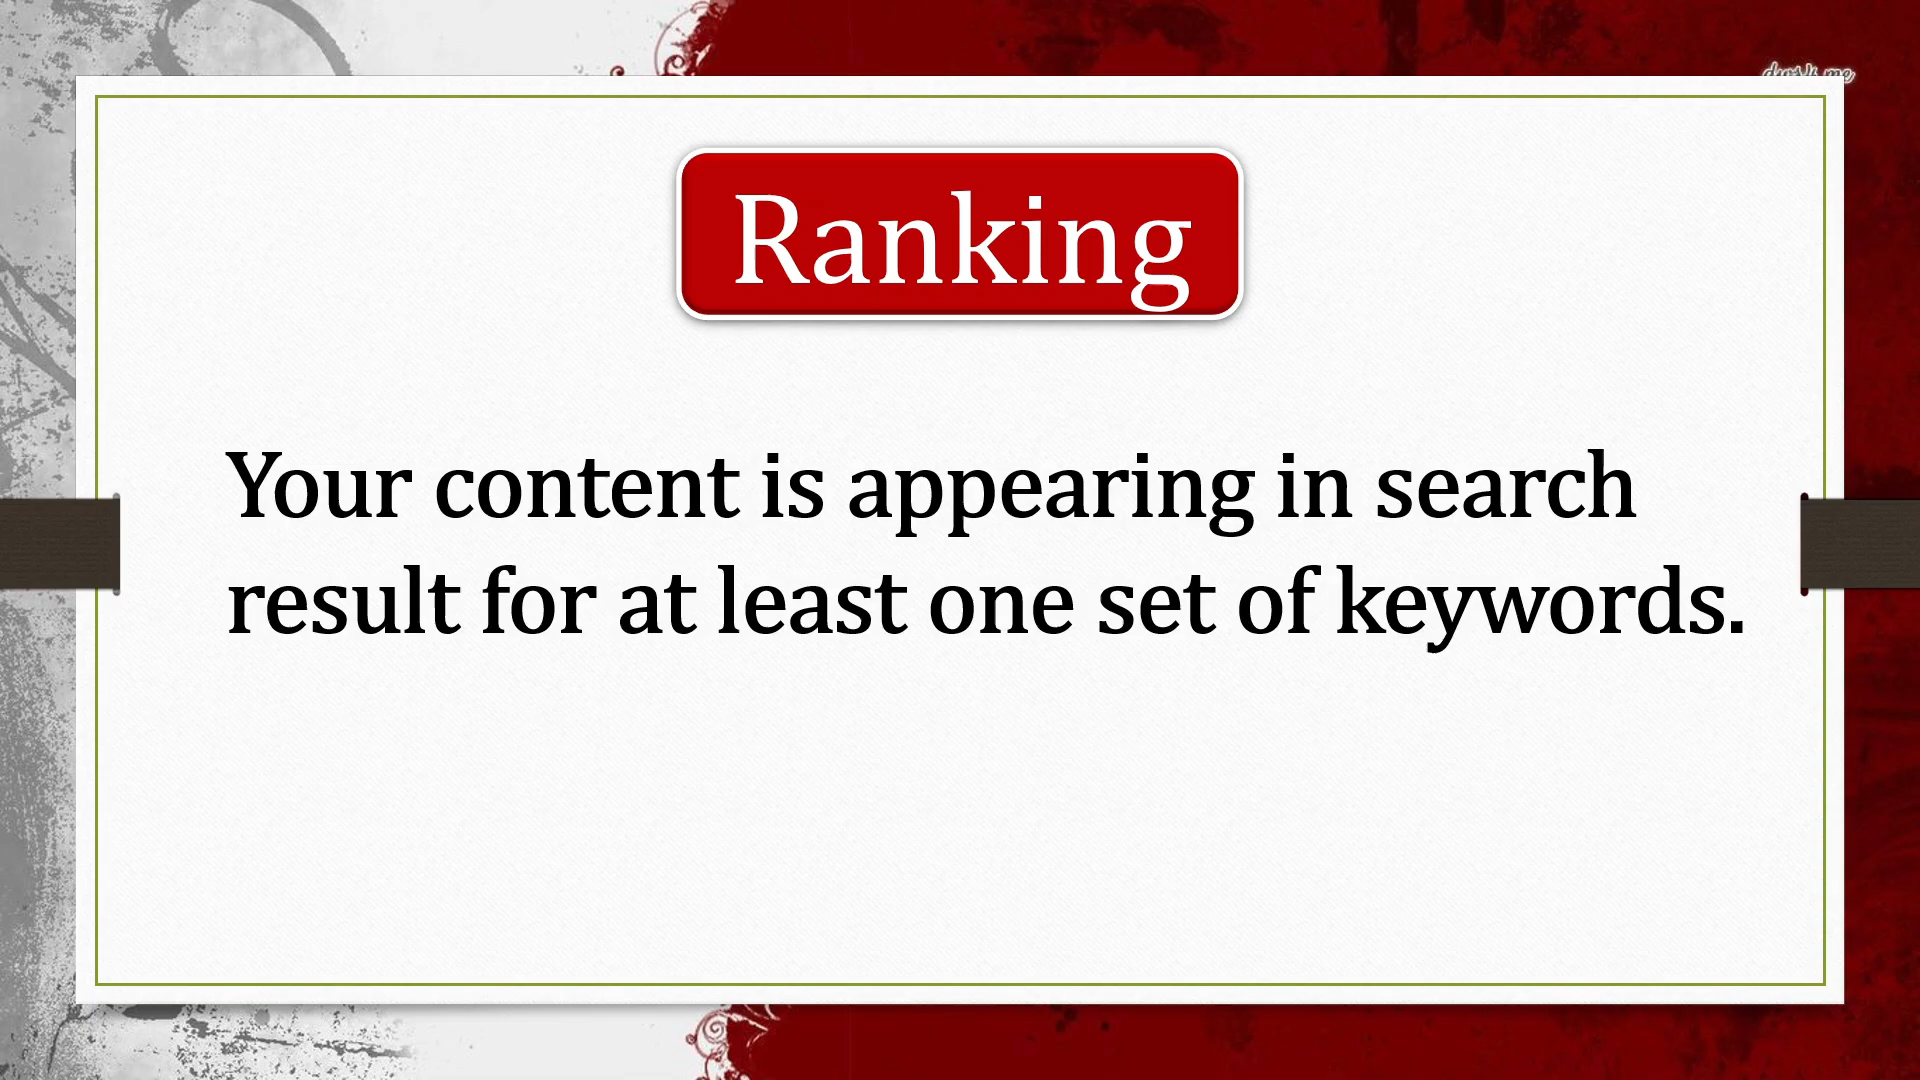 Ranking
Your content is appearing in search
result for at least one set of keywords.